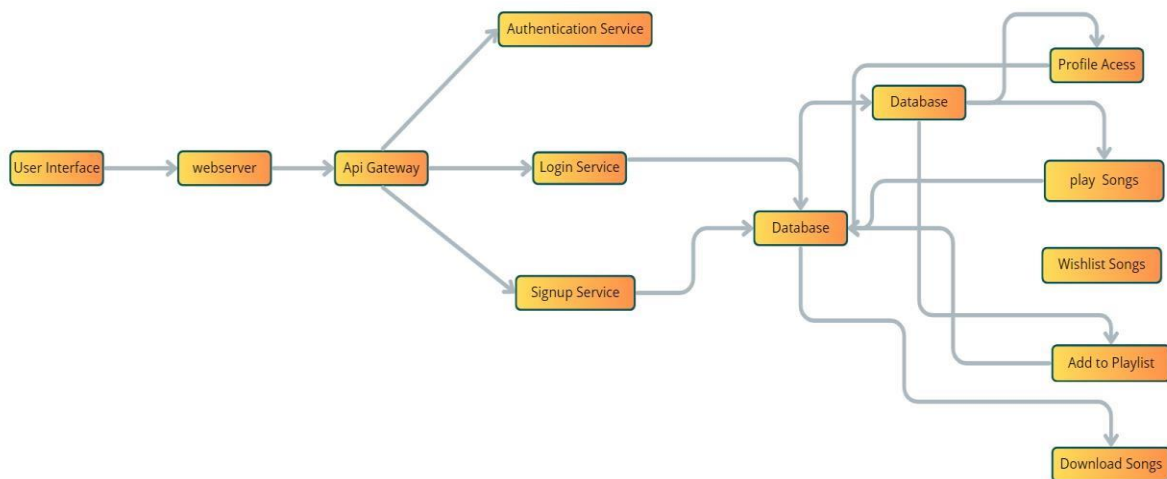 Authentication Service
Profile Acess
Database
User Interface
webserver
Api Gateway
Login Service
play Songs
Database
Wishlist Songs
Signup Service
Add to Playlist
Download Songs